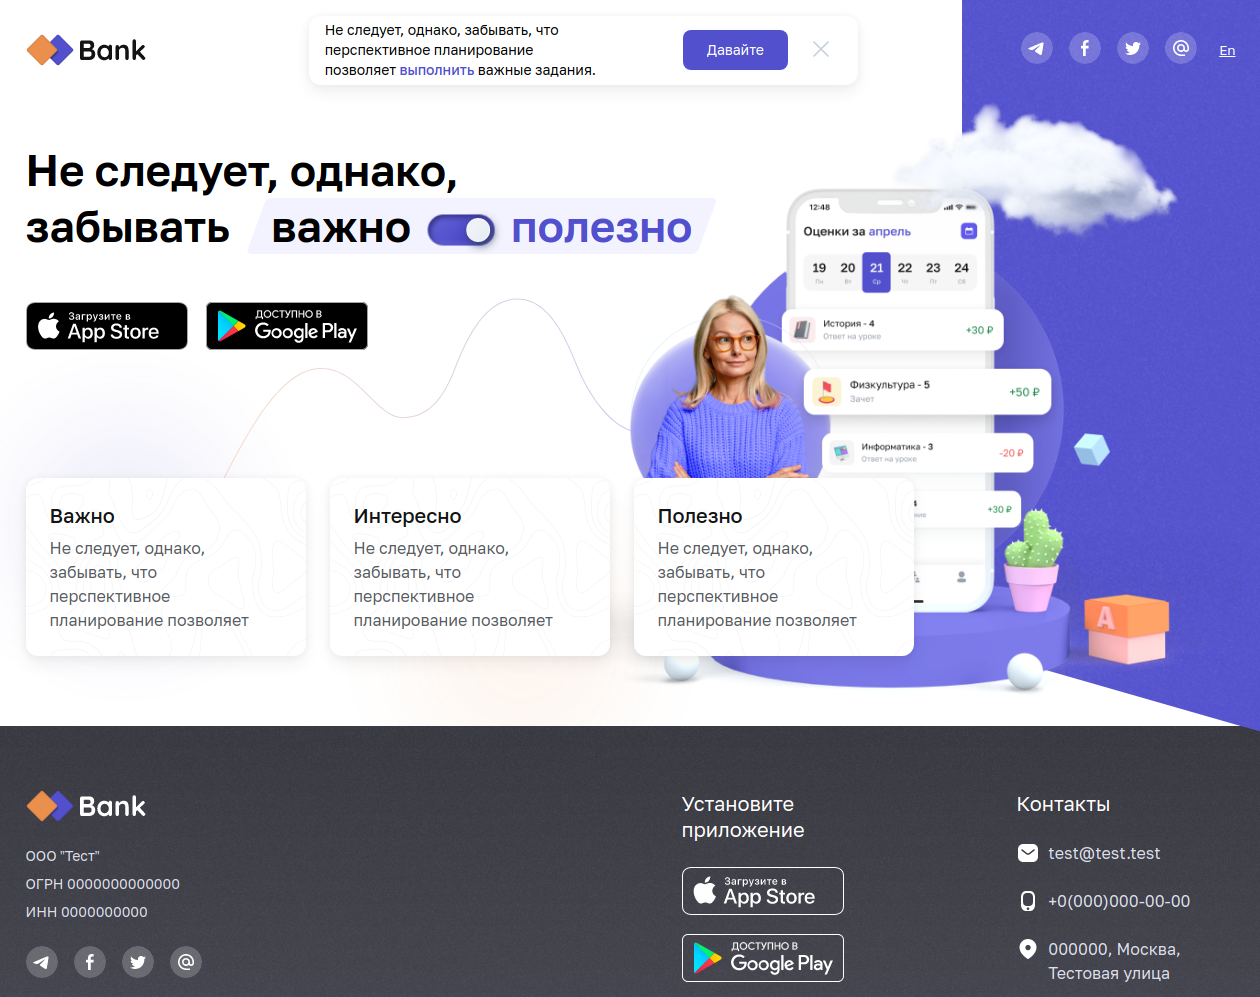 Bank
Не следует, однако, забывать, что
перспективное планирование
позволяет выполнить важные задания.
Давайте
En
Не следует, однако,
забывать важно полезно
Загрузите в
App Store
ДОСТУПНО В
Google Play
12:48
Оценки за апрель
19 20 21 22 23 24
Пн Вт Ср Чт Пт Сб
История - 4
Ответ на уроке
+30 ₽
Физкультура - 5
Зачет
+50 ₽
Информатика - 3
Ответ на уроке
-20 ₽
+30 ₽
A
Важно
Не следует, однако,
забывать, что
перспективное
планирование позволяет
Интересно
Не следует, однако,
забывать, что
перспективное
планирование позволяет
Полезно
Не следует, однако,
забывать, что
перспективное
планирование позволяет
Bank
ООО "Тест"
ОГРН 0000000000000
ИНН 0000000000
Установите
приложение
Загрузите в
App Store
ДОСТУПНО В
Google Play
Контакты
test@test.test
+0(000)000-00-00
000000, Москва,
Тестовая улица